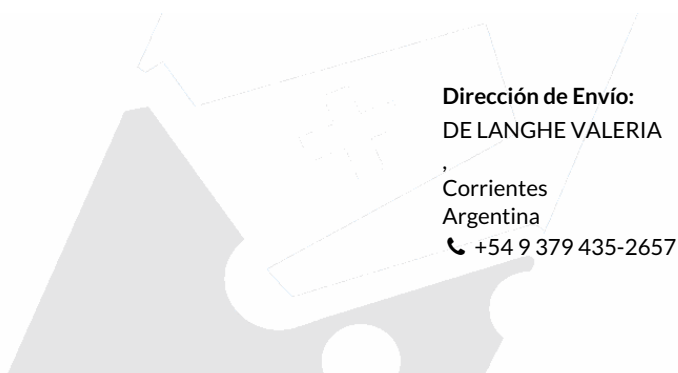 Dirección de Envío:
DE LANGHE VALERIA
,
Corrientes
Argentina
+54 9 379 435-2657